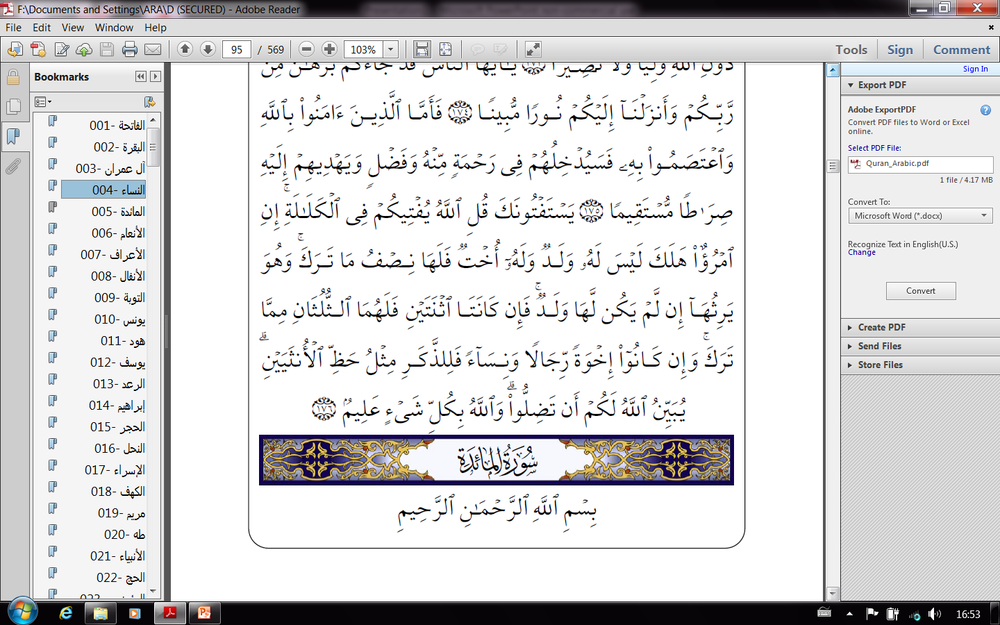 F:\Documents and Settings\ARA\D (SECURED) - Adobe Reader
File Edit View Window Help
95 / 569 103% Tools Sign Comment
Bookmarks
001- الفاتحة
002- البقرة
003- آل عمران
004- النساء
005- المائدة
006- الأنعام
007- الأعراف
008- الأنفال
009- التوبة
010- يونس
011- هود
012- يوسف
013- الرعد
014- إبراهيم
015- الحجر
016- النحل
017- الإسراء
018- الكهف
019- مريم
020- طه
021- الأنبياء
022- الحج
دُونِ ٱللَّهِ وَلِيًّا وَلَا نَصِيرًا ١٧٣ يَـٰٓأَيُّهَا ٱلنَّاسُ قَدْ جَآءَكُم بُرْهَـٰنٌ مِّن
رَّبِّكُمْ وَأَنزَلْنَآ إِلَيْكُمْ نُورًا مُّبِينًا ١٧٤ فَأَمَّا ٱلَّذِينَ ءَامَنُوا۟ بِٱللَّهِ
وَٱعْتَصَمُوا۟ بِهِۦ فَسَيُدْخِلُهُمْ فِى رَحْمَةٍ مِّنْهُ وَفَضْلٍ وَيَهْدِيهِمْ إِلَيْهِ
صِرَٰطًا مُّسْتَقِيمًا ١٧٥ يَسْتَفْتُونَكَ قُلِ ٱللَّهُ يُفْتِيكُمْ فِى ٱلْكَلَـٰلَةِ ۚ إِنِ
ٱمْرُؤٌا۟ هَلَكَ لَيْسَ لَهُۥ وَلَدٌ وَلَهُۥٓ أُخْتٌ فَلَهَا نِصْفُ مَا تَرَكَ ۚ وَهُوَ
يَرِثُهَآ إِن لَّمْ يَكُن لَّهَا وَلَدٌ ۚ فَإِن كَانَتَا ٱثْنَتَيْنِ فَلَهُمَا ٱلثُّلُثَانِ مِمَّا
تَرَكَ ۚ وَإِن كَانُوٓا۟ إِخْوَةً رِّجَالًا وَنِسَآءً فَلِلذَّكَرِ مِثْلُ حَظِّ ٱلْأُنثَيَيْنِ ۗ
يُبَيِّنُ ٱللَّهُ لَكُمْ أَن تَضِلُّوا۟ ۗ وَٱللَّهُ بِكُلِّ شَىْءٍ عَلِيمٌۢ ١٧٦
سُورَةُ المَائِدَةِ
بِسْمِ ٱللَّهِ ٱلرَّحْمَـٰنِ ٱلرَّحِيمِ
Sign In
Export PDF
Adobe ExportPDF
Convert PDF files to Word or Excel
online.
Select PDF File:
Quran_Arabic.pdf
1 file / 4.17 MB
Convert To:
Microsoft Word (*.docx)
Recognize Text in English(U.S.)
Change
Convert
Create PDF
Send Files
Store Files
16:53